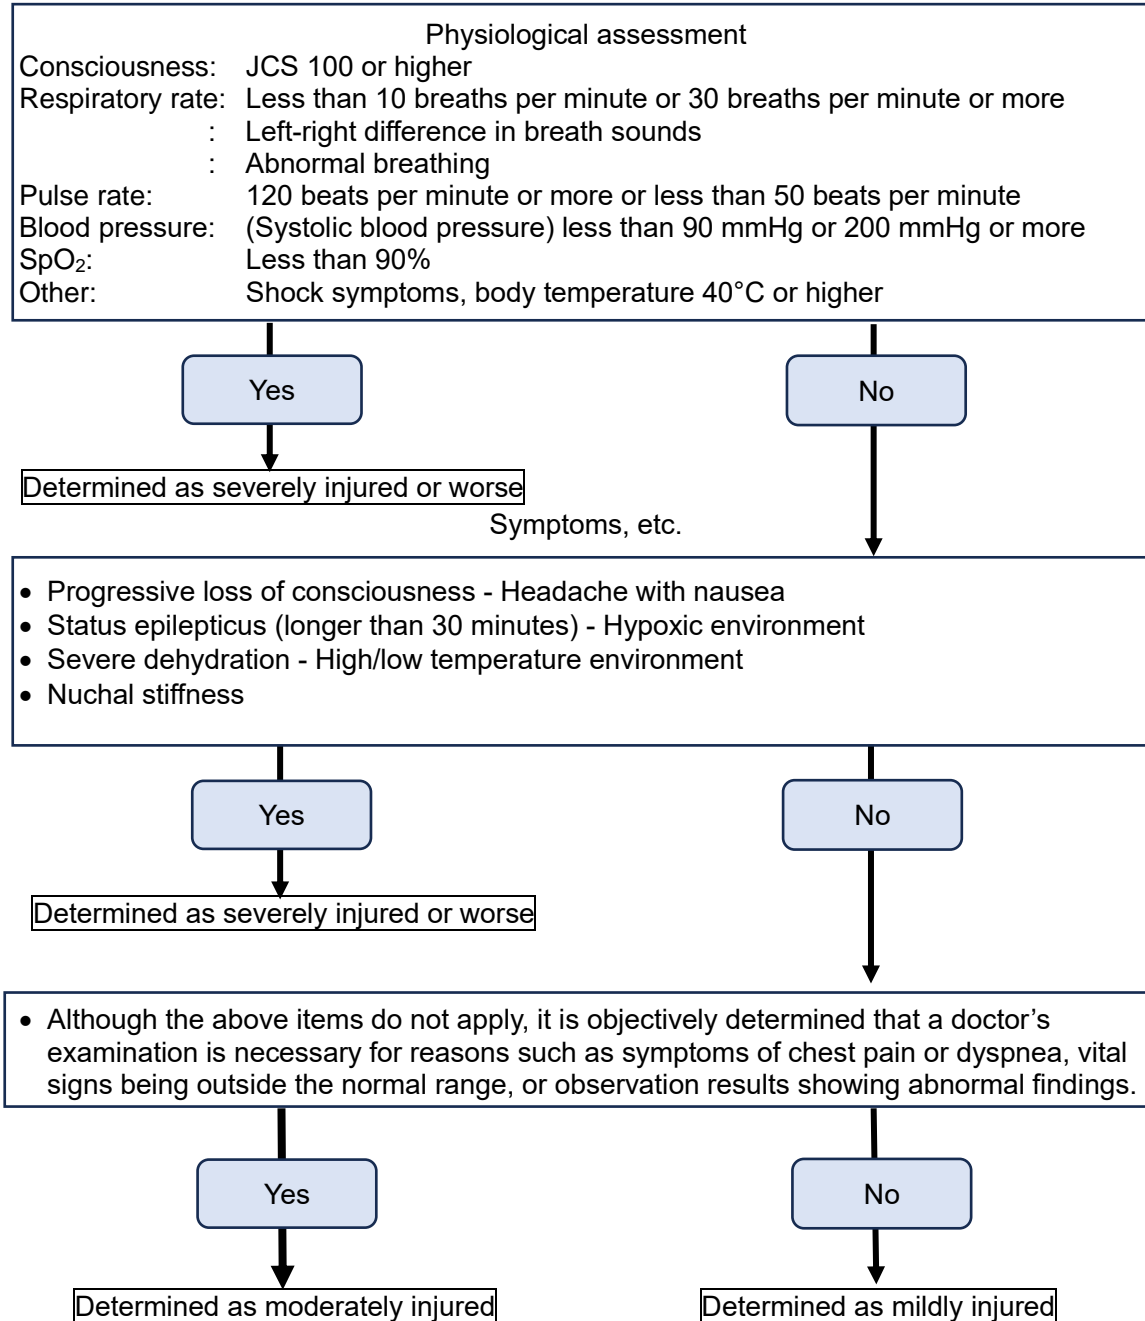 Physiological assessment
Consciousness: JCS 100 or higher
Respiratory rate: Less than 10 breaths per minute or 30 breaths per minute or more
: Left-right difference in breath sounds
: Abnormal breathing
Pulse rate: 120 beats per minute or more or less than 50 beats per minute
Blood pressure: (Systolic blood pressure) less than 90 mmHg or 200 mmHg or more
SpO₂: Less than 90%
Other: Shock symptoms, body temperature 40°C or higher
Yes
No
Determined as severely injured or worse
Symptoms, etc.
• Progressive loss of consciousness - Headache with nausea
• Status epilepticus (longer than 30 minutes) - Hypoxic environment
• Severe dehydration - High/low temperature environment
• Nuchal stiffness
Yes
No
Determined as severely injured or worse
• Although the above items do not apply, it is objectively determined that a doctor’s
examination is necessary for reasons such as symptoms of chest pain or dyspnea, vital
signs being outside the normal range, or observation results showing abnormal findings.
Yes
No
Determined as moderately injured
Determined as mildly injured